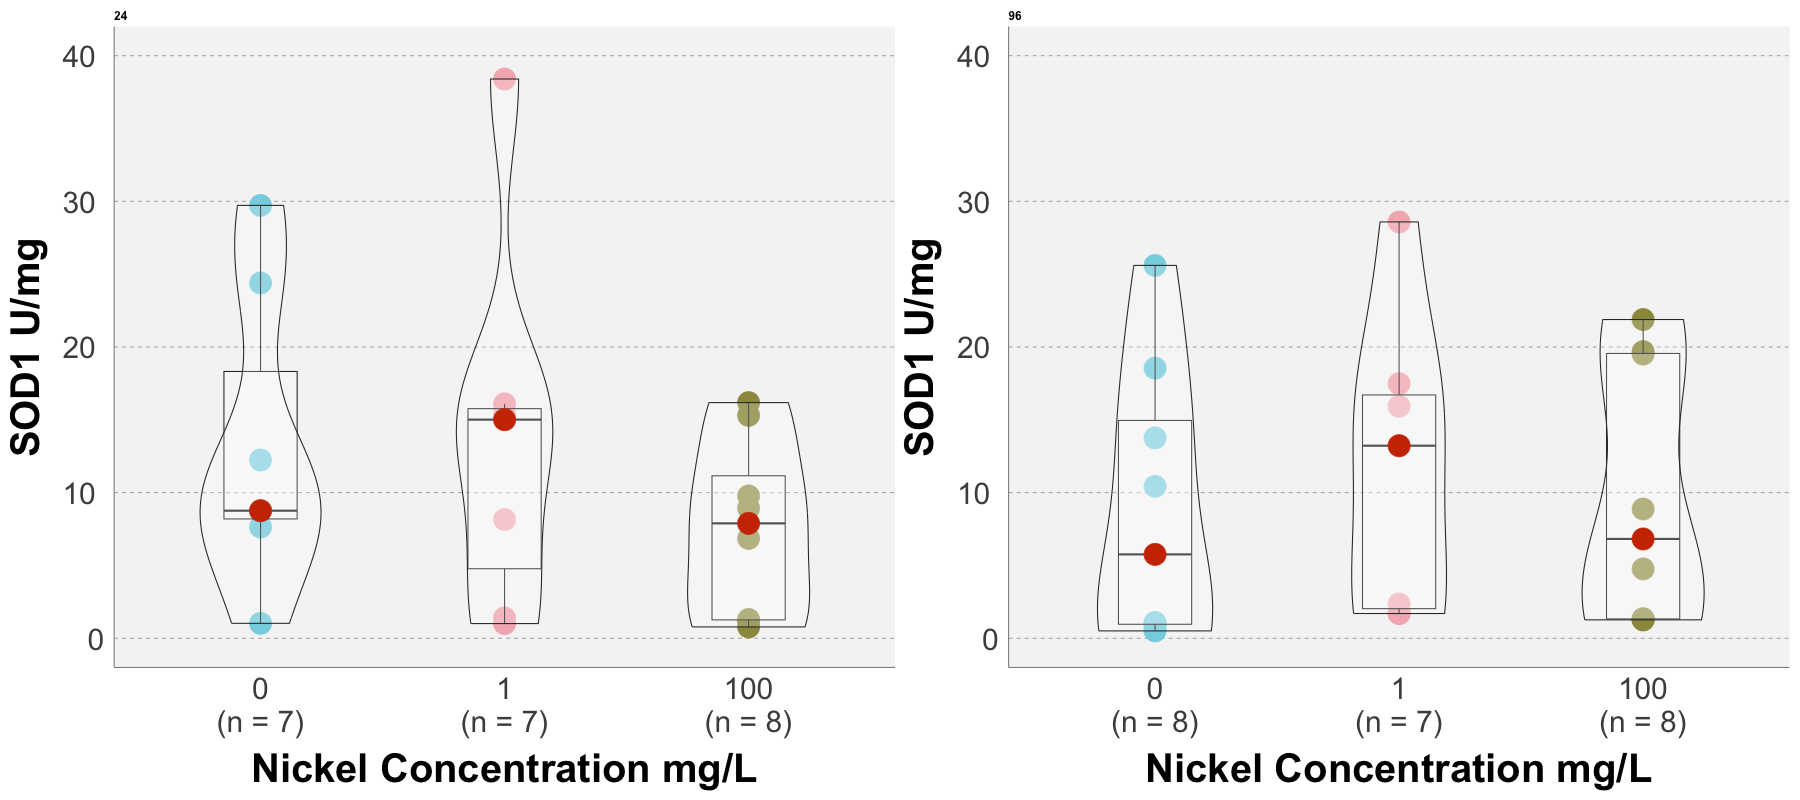 24
40
30
20
10
0
SOD1 U/mg
0 1 100
(n = 7) (n = 7) (n = 8)
Nickel Concentration mg/L
96
40
30
20
10
0
SOD1 U/mg
0 1 100
(n = 8) (n = 7) (n = 8)
Nickel Concentration mg/L